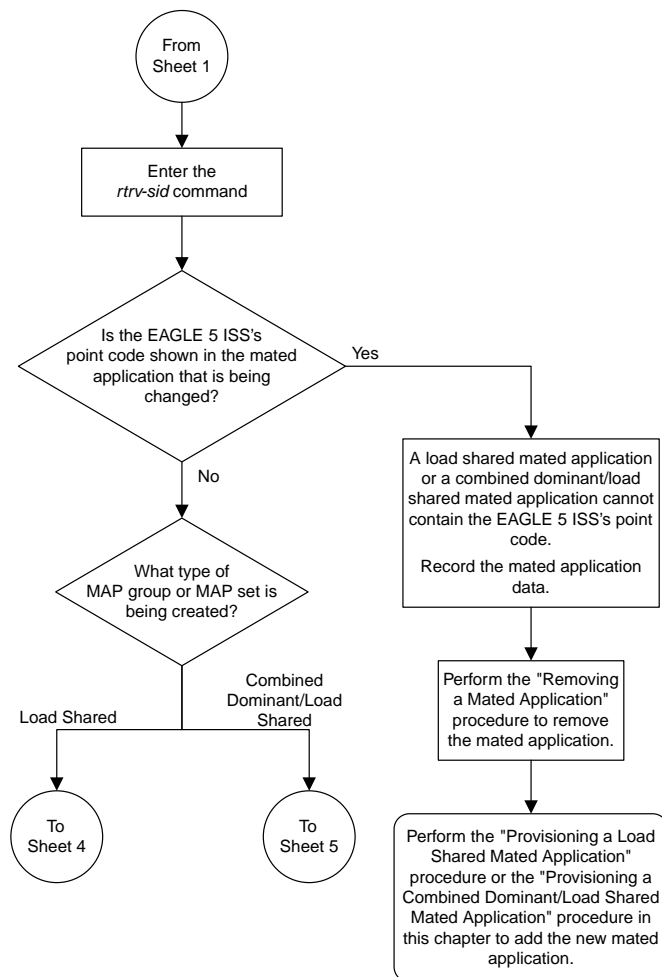 From
Sheet 1
Enter the
rtrv-sid command
Is the EAGLE 5 ISS's
point code shown in the mated
application that is being
changed?
Yes
No
A load shared mated application
or a combined dominant/load
shared mated application cannot
contain the EAGLE 5 ISS's point
code.
Record the mated application
data.
What type of
MAP group or MAP set is
being created?
Perform the "Removing
a Mated Application"
procedure to remove
the mated application.
Load Shared
Combined
Dominant/Load
Shared
To
Sheet 4
To
Sheet 5
Perform the "Provisioning a Load
Shared Mated Application"
procedure or the "Provisioning a
Combined Dominant/Load Shared
Mated Application" procedure in
this chapter to add the new mated
application.